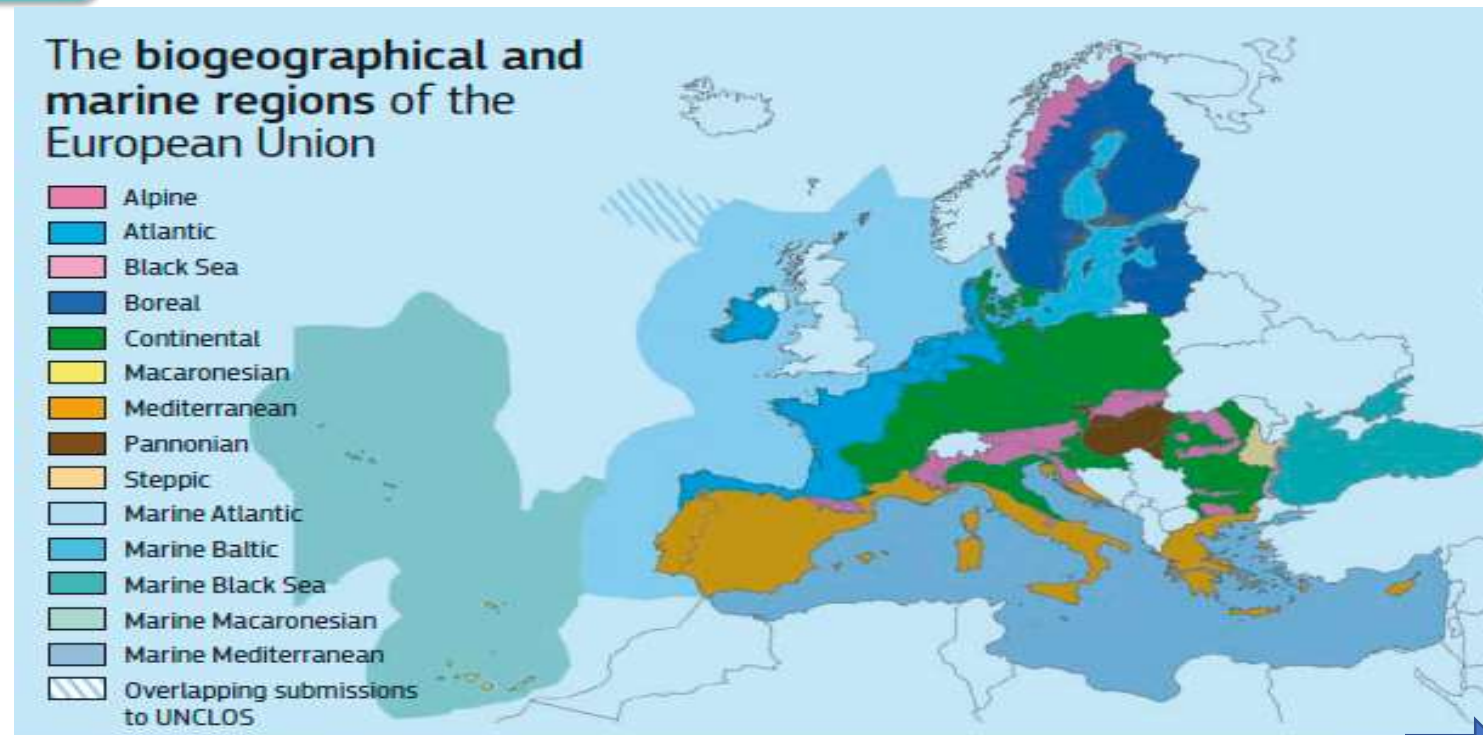 The biogeographical and
marine regions of the
European Union
Alpine
Atlantic
Black Sea
Boreal
Continental
Macaronesian
Mediterranean
Pannonian
Steppic
Marine Atlantic
Marine Baltic
Marine Black Sea
Marine Macaronesian
Marine Mediterranean
Overlapping submissions
to UNCLOS